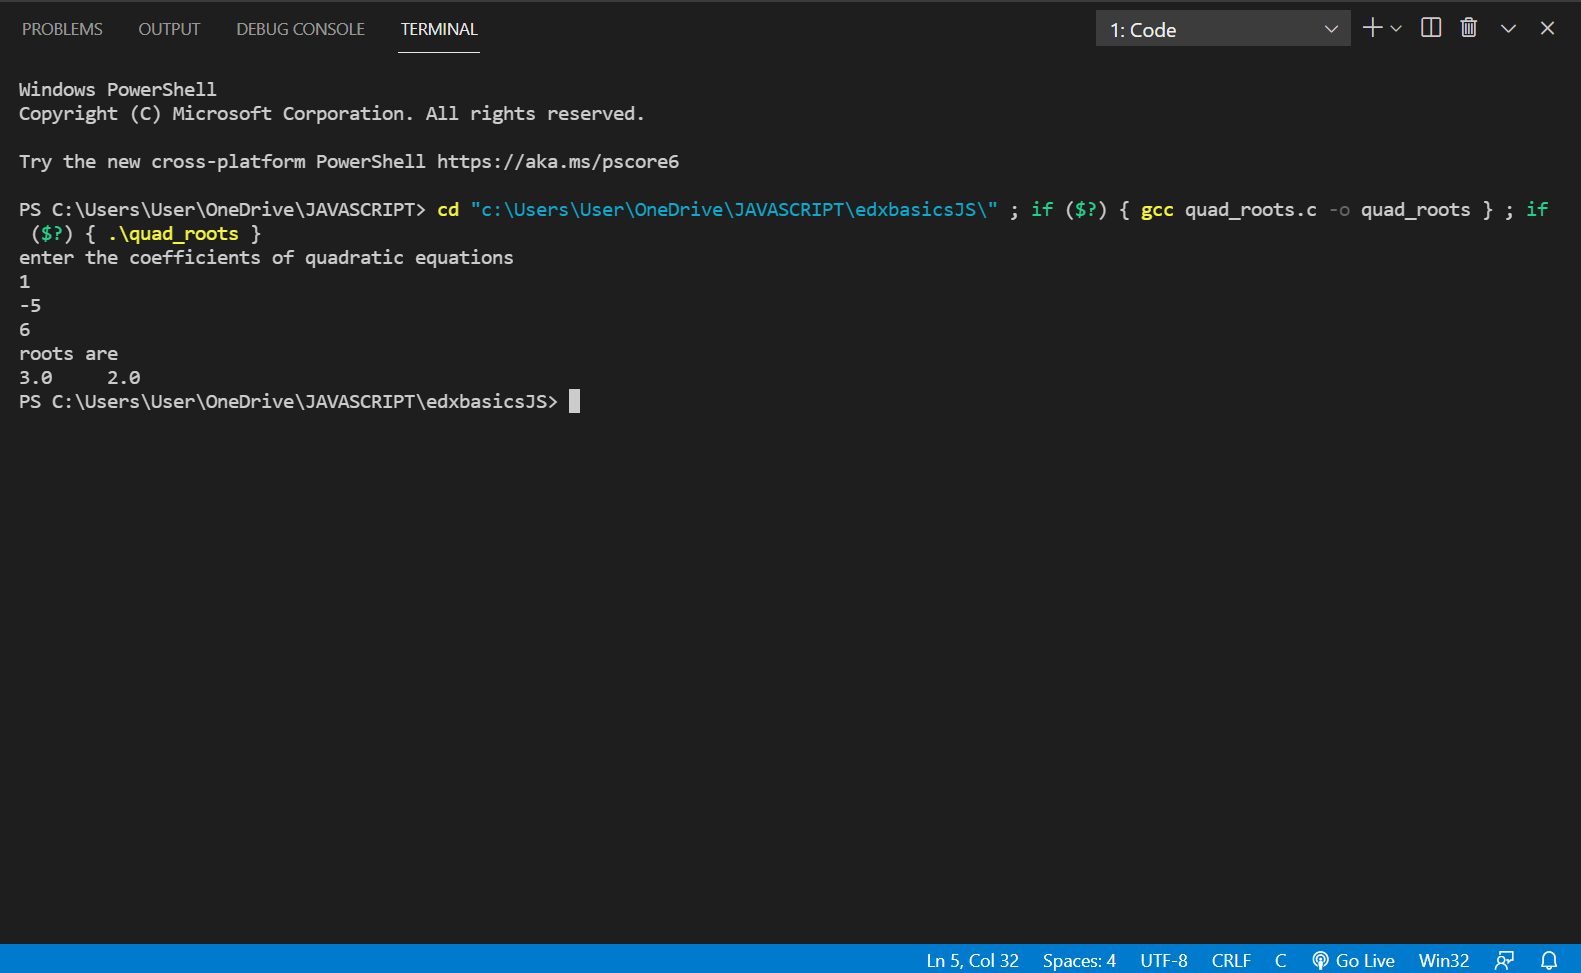 PROBLEMS OUTPUT DEBUG CONSOLE TERMINAL 1: Code
Windows PowerShell
Copyright (C) Microsoft Corporation. All rights reserved.
Try the new cross-platform PowerShell https://aka.ms/pscore6
PS C:\Users\User\OneDrive\JAVASCRIPT> cd "c:\Users\User\OneDrive\JAVASCRIPT\edxbasicsJS\" ; if ($?) { gcc quad_roots.c -o quad_roots } ; if
($?) { .\quad_roots }
enter the coefficients of quadratic equations
1
-5
6
roots are
3.0 2.0
PS C:\Users\User\OneDrive\JAVASCRIPT\edxbasicsJS>
Ln 5, Col 32 Spaces: 4 UTF-8 CRLF C Go Live Win32